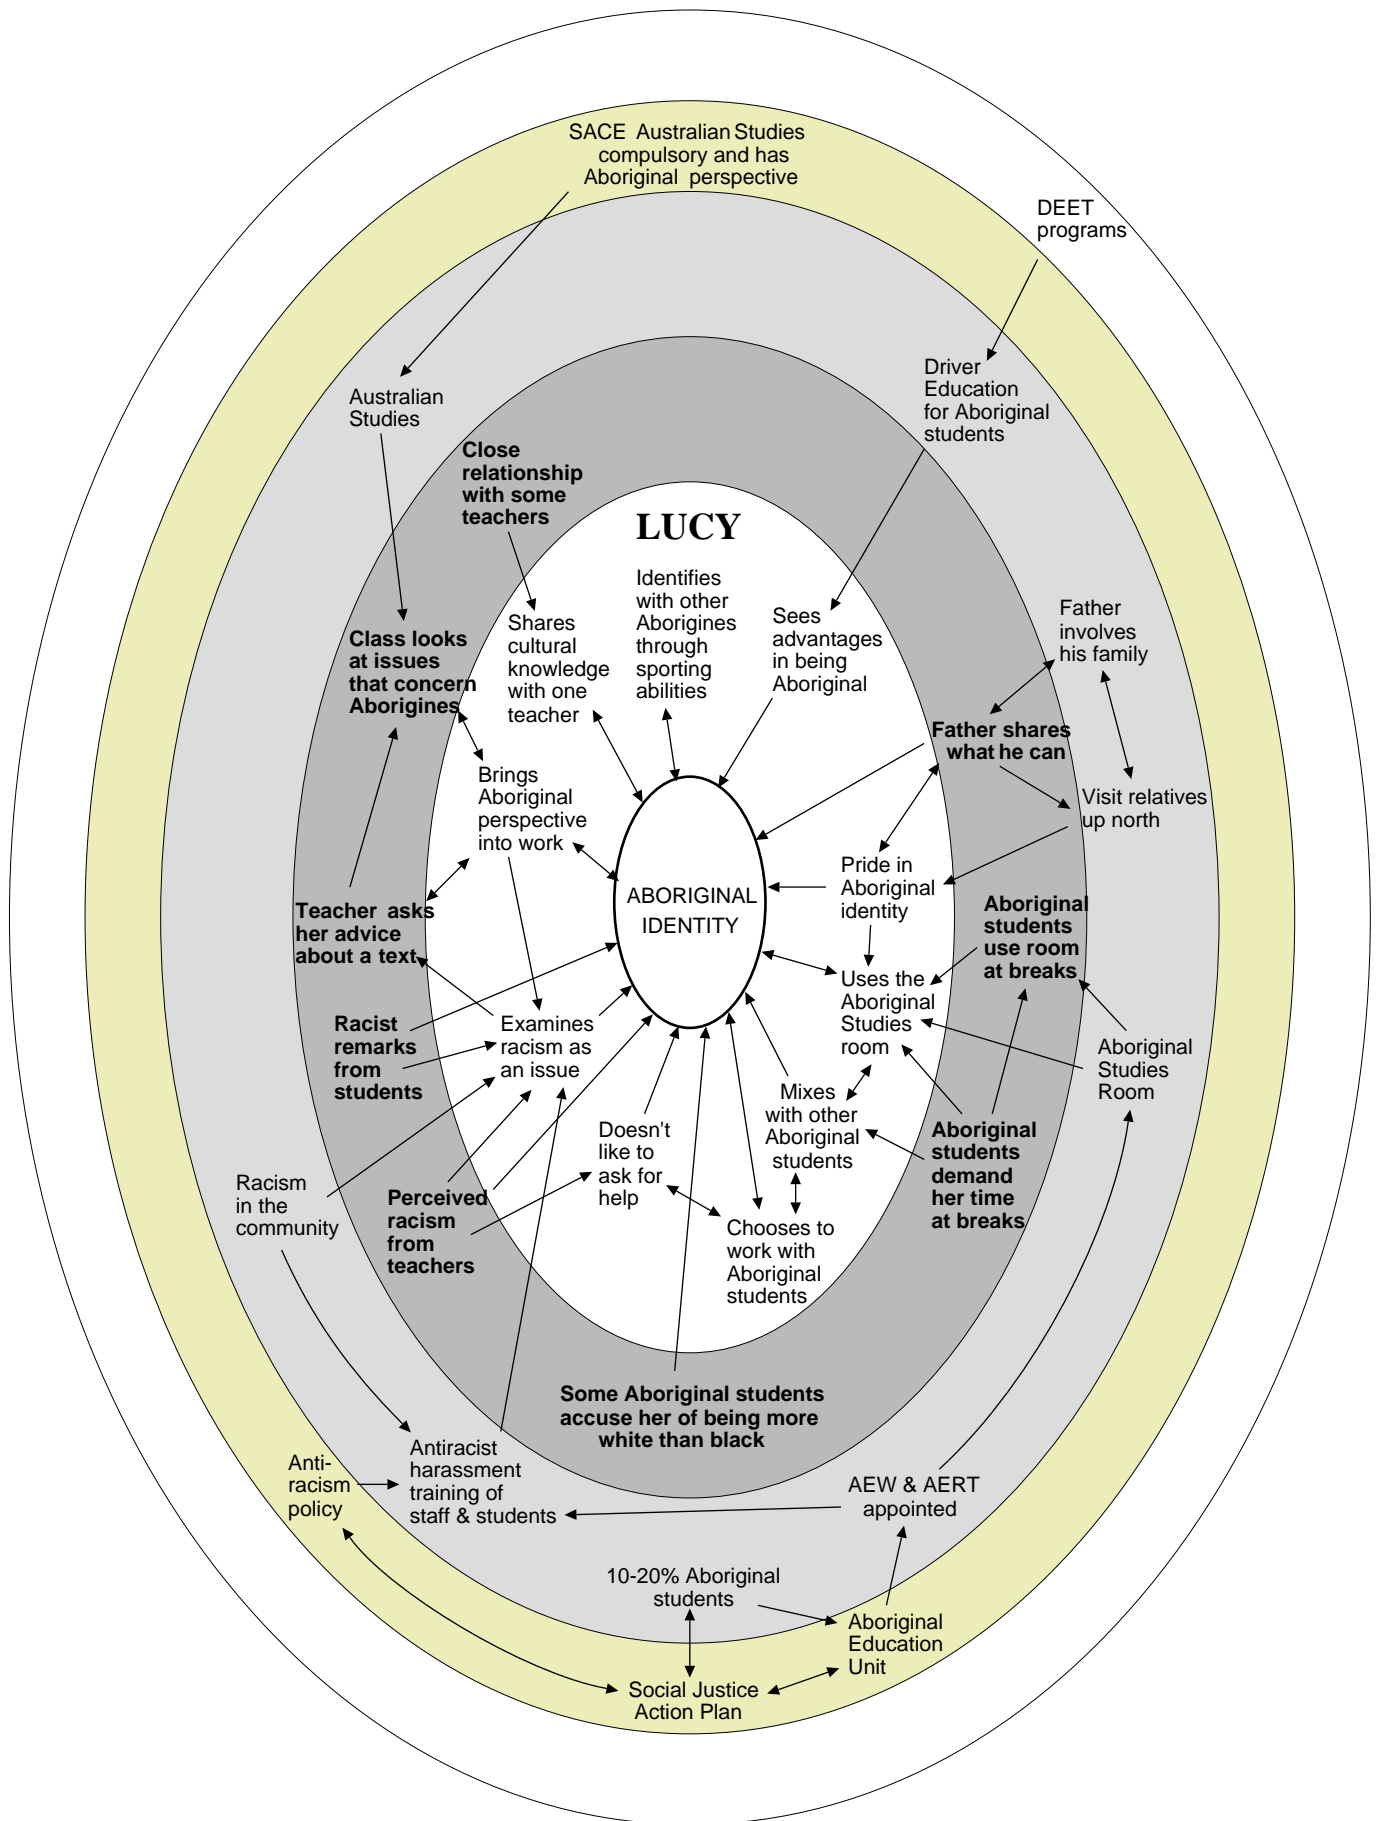 SACE Australian Studies
compulsory and has
Aboriginal perspective
DEET
programs
Driver
Education
for Aboriginal
students
Australian
Studies
Close
relationship
with some
teachers
LUCY
Identifies
with other
Aborigines
through
sporting
abilities
Shares
cultural
knowledge
with one
teacher
Sees
advantages
in being
Aboriginal
Father
involves
his family
Class looks
at issues
that concern
Aborigines
Father shares
what he can
Brings
Aboriginal
perspective
into work
Visit relatives
up north
Pride in
Aboriginal
identity
ABORIGINAL
IDENTITY
Teacher asks
her advice
about a text
Aboriginal
students
use room
at breaks
Uses the
Aboriginal
Studies
room
Racist
remarks
from
students
Examines
racism as
an issue
Aboriginal
Studies
Room
Mixes
with other
Aboriginal
students
Doesn't
like to
ask for
help
Aboriginal
students
demand
her time
at breaks
Racism
in the
community
Perceived
racism
from
teachers
Chooses to
work with
Aboriginal
students
Some Aboriginal students
accuse her of being more
white than black
Antiracist
harassment
training of
staff & students
Anti-
racism
policy
AEW & AERT
appointed
10-20% Aboriginal
students
Aboriginal
Education
Unit
Social Justice
Action Plan